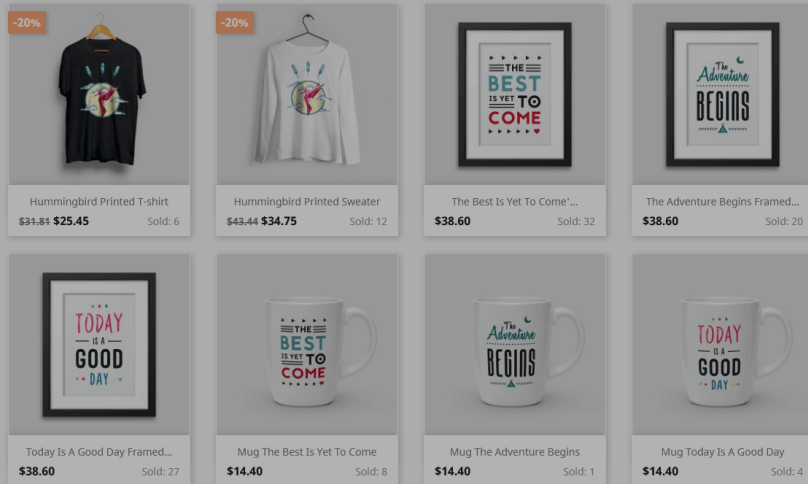 -20%
-20%
THE
BEST
IS YET TO
COME
The
Adventure
BEGINS
Hummingbird Printed T-shirt
$31.81 $25.45 Sold: 6
Hummingbird Printed Sweater
$43.44 $34.75 Sold: 12
The Best Is Yet To Come'...
$38.60 Sold: 32
The Adventure Begins Framed...
$38.60 Sold: 20
TODAY
IS A
GOOD
DAY
THE
BEST
IS YET TO
COME
The
Adventure
BEGINS
TODAY
IS A
GOOD
DAY
Today Is A Good Day Framed...
$38.60 Sold: 27
Mug The Best Is Yet To Come
$14.40 Sold: 8
Mug The Adventure Begins
$14.40 Sold: 1
Mug Today Is A Good Day
$14.40 Sold: 4